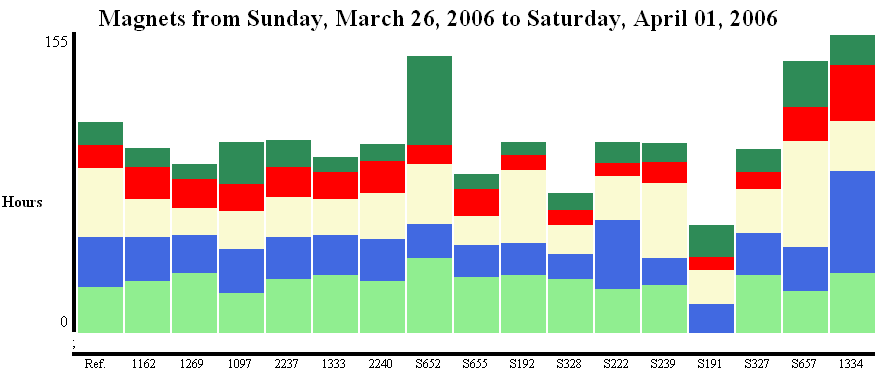 Magnets from Sunday, March 26, 2006 to Saturday, April 01, 2006
155
Hours
0
;
Ref. 1162 1269 1097 2237 1333 2240 S652 S655 S192 S328 S222 S239 S191 S327 S657 1334